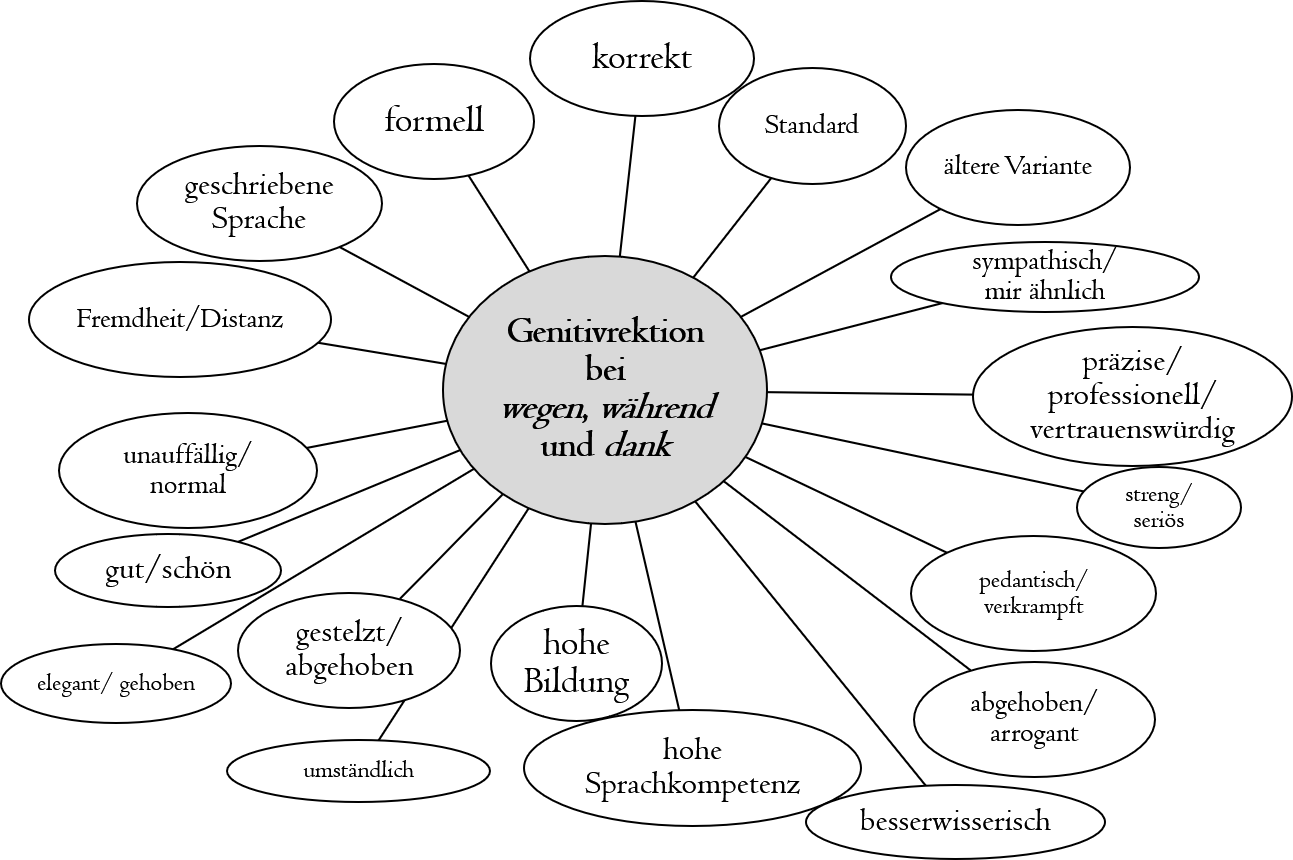 korrekt
formell
Standard
ältere Variante
geschriebene
Sprache
sympathisch/
mir ähnlich
Fremdheit/Distanz
Genitivrektion
bei
wegen, während
und dank
präzise/
professionell/
vertrauenswürdig
unauffällig/
normal
streng/
seriös
gut/schön
pedantisch/
verkrampft
gestelzt/
abgehoben
hohe
Bildung
elegant/ gehoben
abgehoben/
arrogant
umständlich
hohe
Sprachkompetenz
besserwisserisch